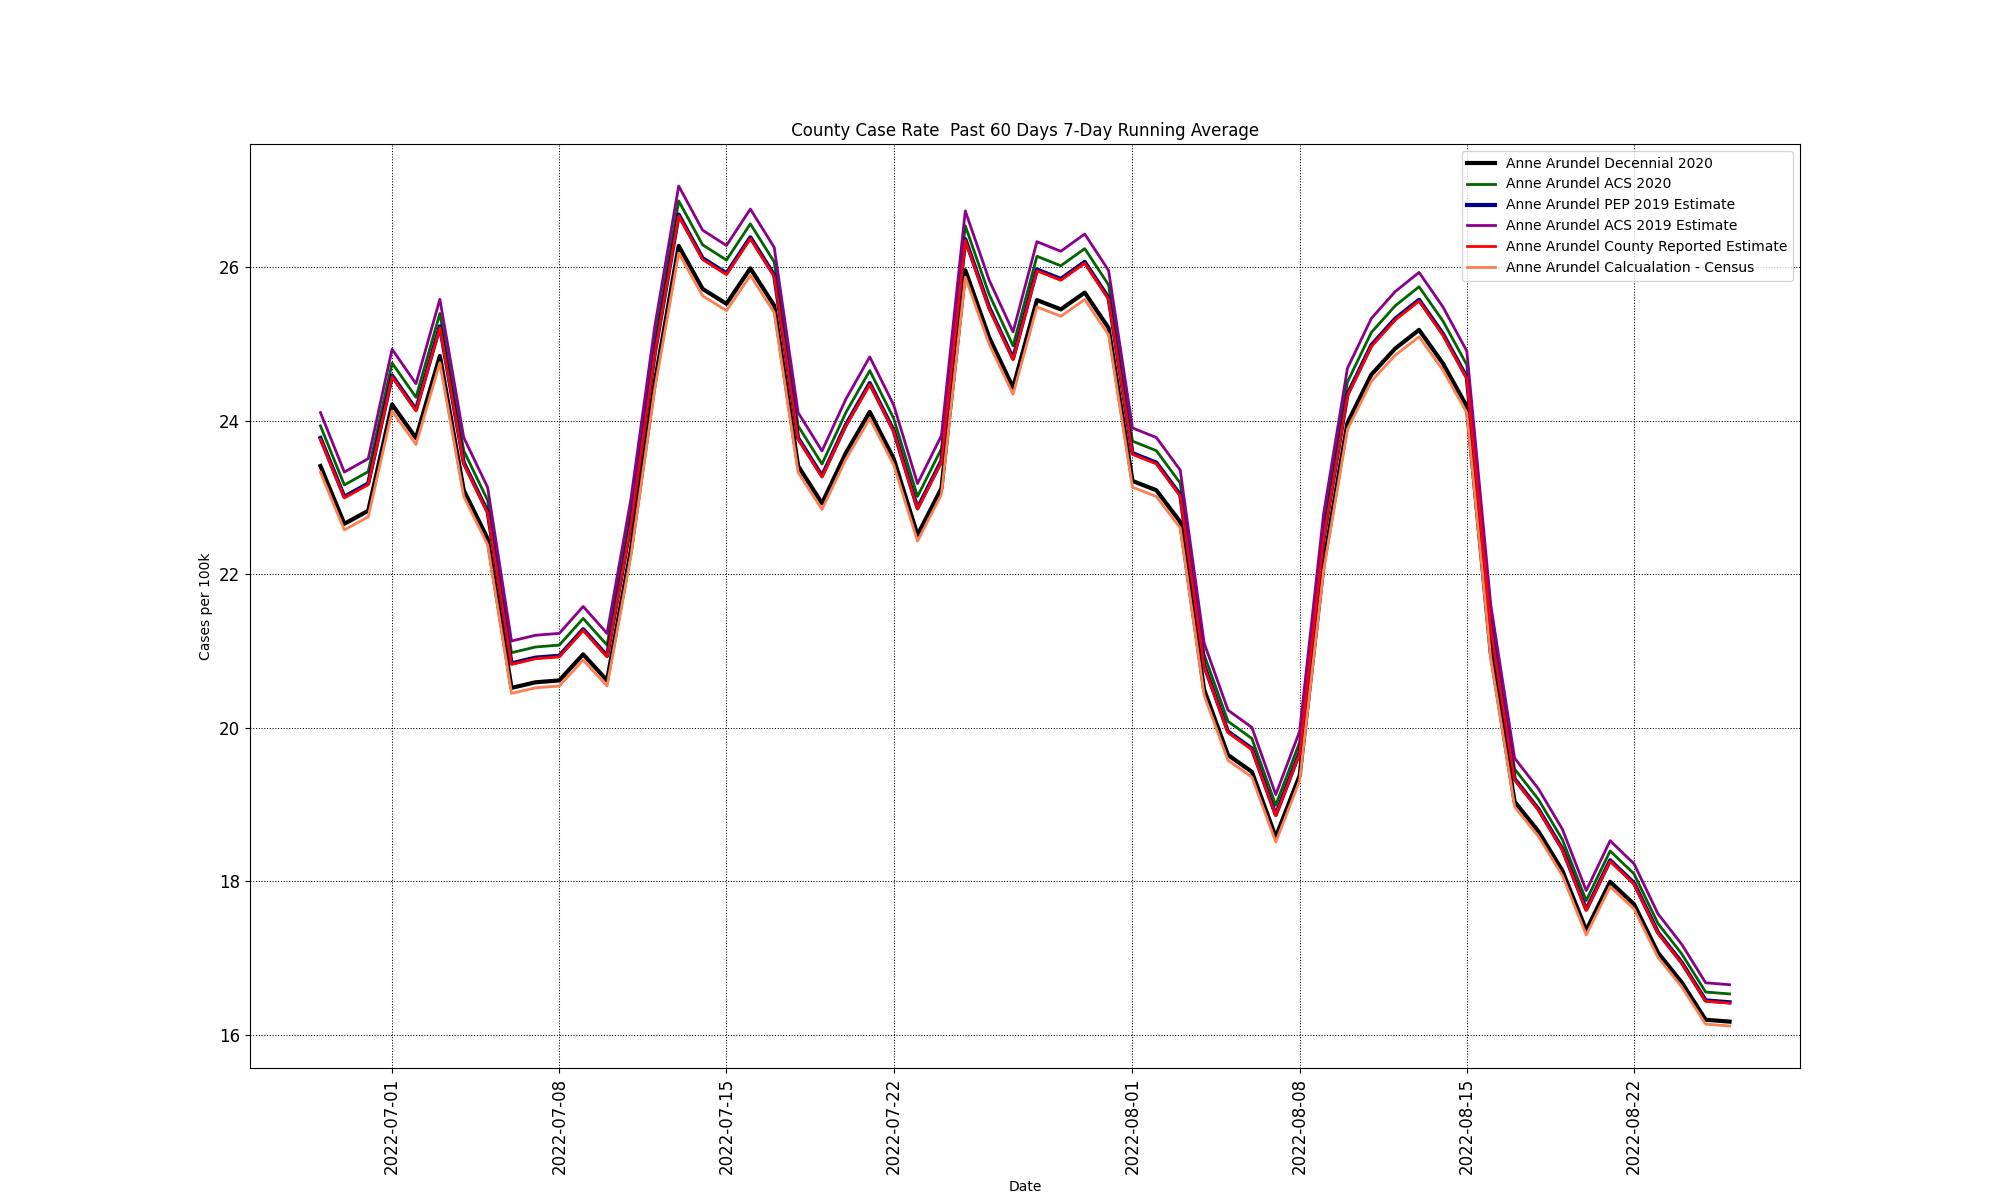 County Case Rate  Past 60 Days 7-Day Running Average
Anne Arundel Decennial 2020
Anne Arundel ACS 2020
Anne Arundel PEP 2019 Estimate
Anne Arundel ACS 2019 Estimate
Anne Arundel County Reported Estimate
Anne Arundel Calcualation - Census
Cases per 100k
26
24
22
20
18
16
2022-07-01
2022-07-08
2022-07-15
2022-07-22
2022-08-01
2022-08-08
2022-08-15
2022-08-22
Date